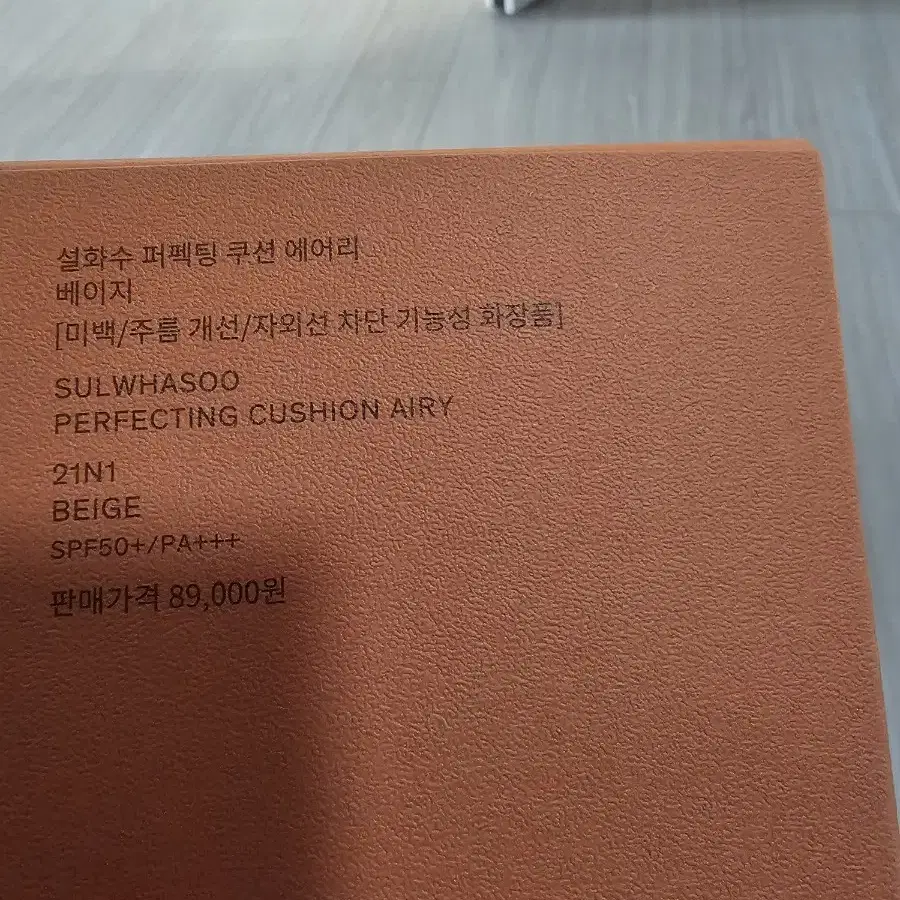 설화수 퍼펙팅 쿠션 에어리
베이지
[미백/주름 개선/자외선 차단 기능성 화장품]
SULWHASOO
PERFECTING CUSHION AIRY
21N1
BEIGE
SPF50+/PA+++
판매가격 89,000원